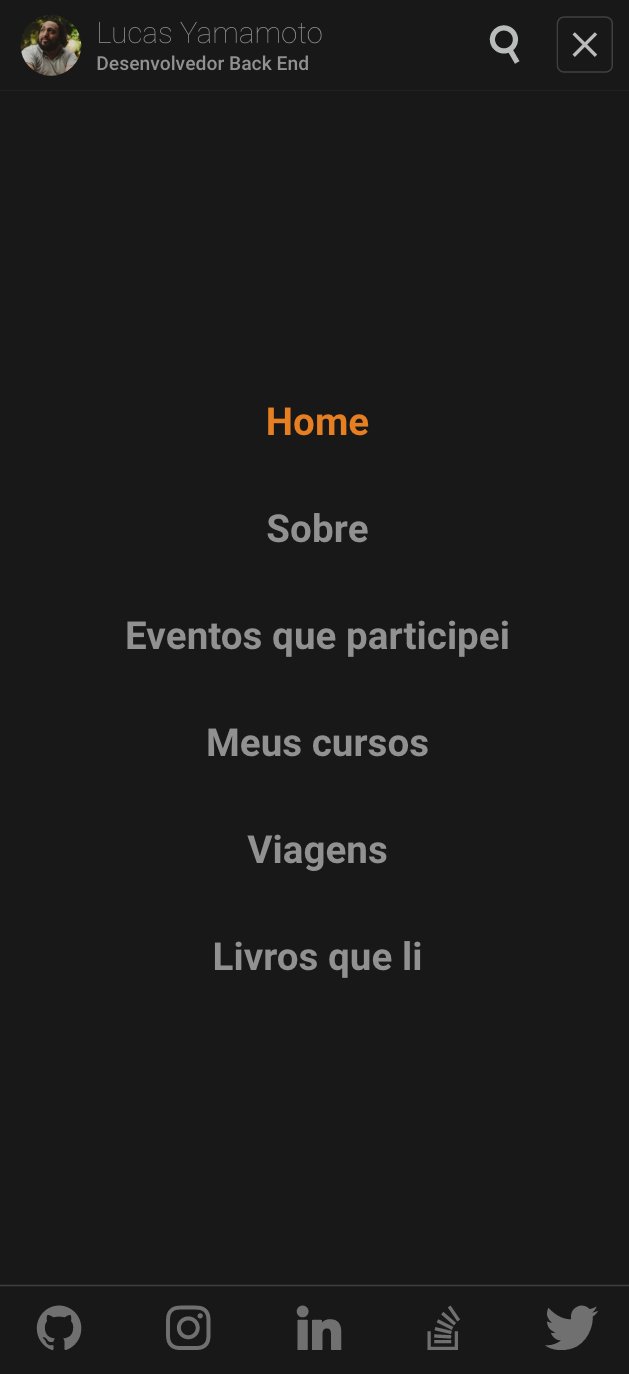 Lucas Yamamoto
Desenvolvedor Back End
Home
Sobre
Eventos que participei
Meus cursos
Viagens
Livros que li